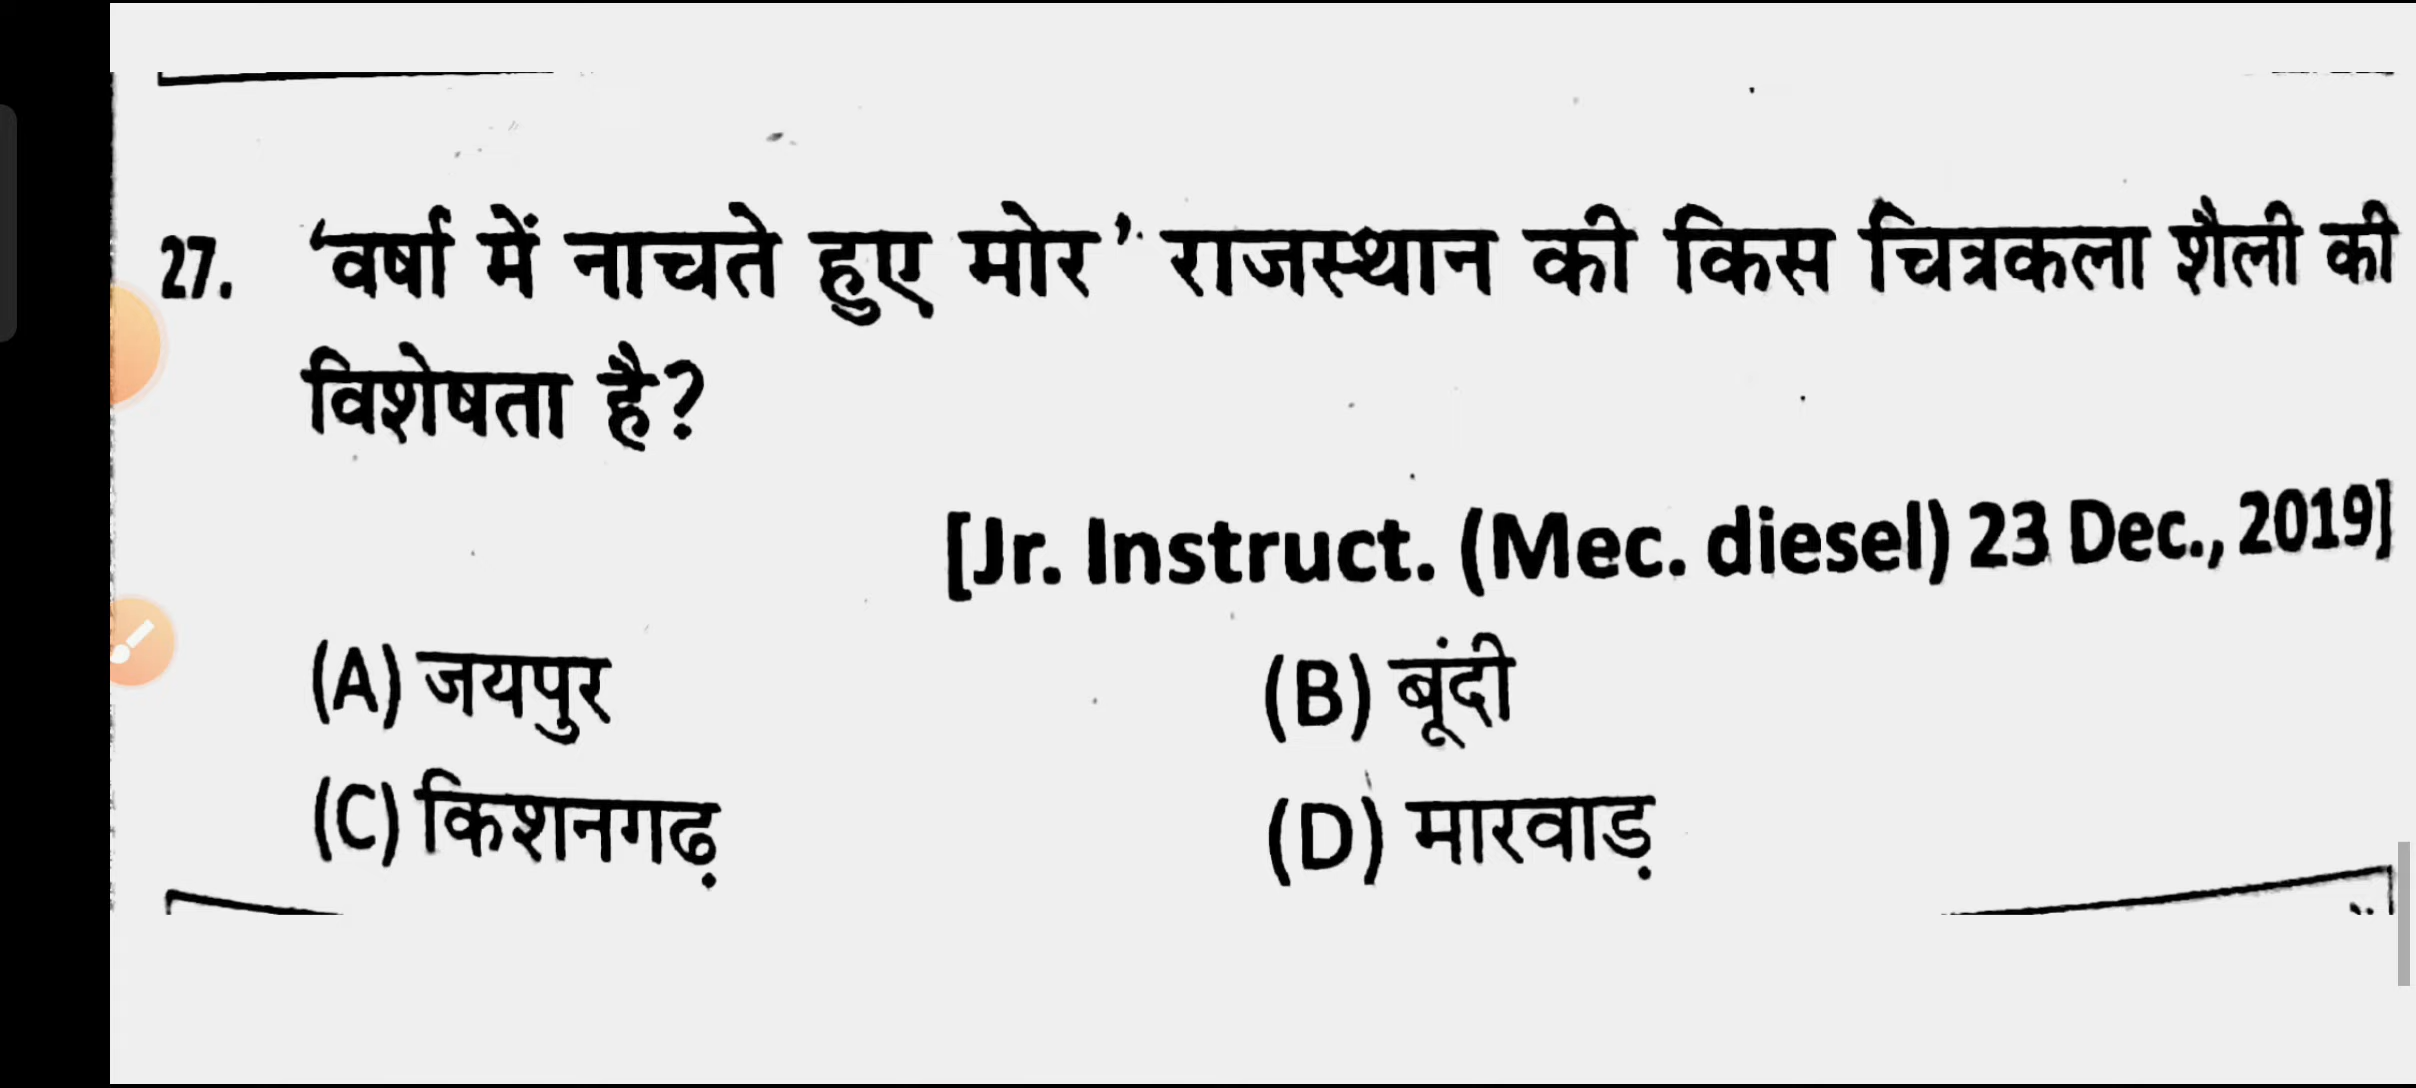 27. 'वर्षा में नाचते हुए मोर' राजस्थान की किस चित्रकला शैली की
विशेषता है?
[Jr. Instruct. (Mec. diesel) 23 Dec., 2019]
(A) जयपुर (B) बूंदी
(C) किशनगढ़ (D) मारवाड़